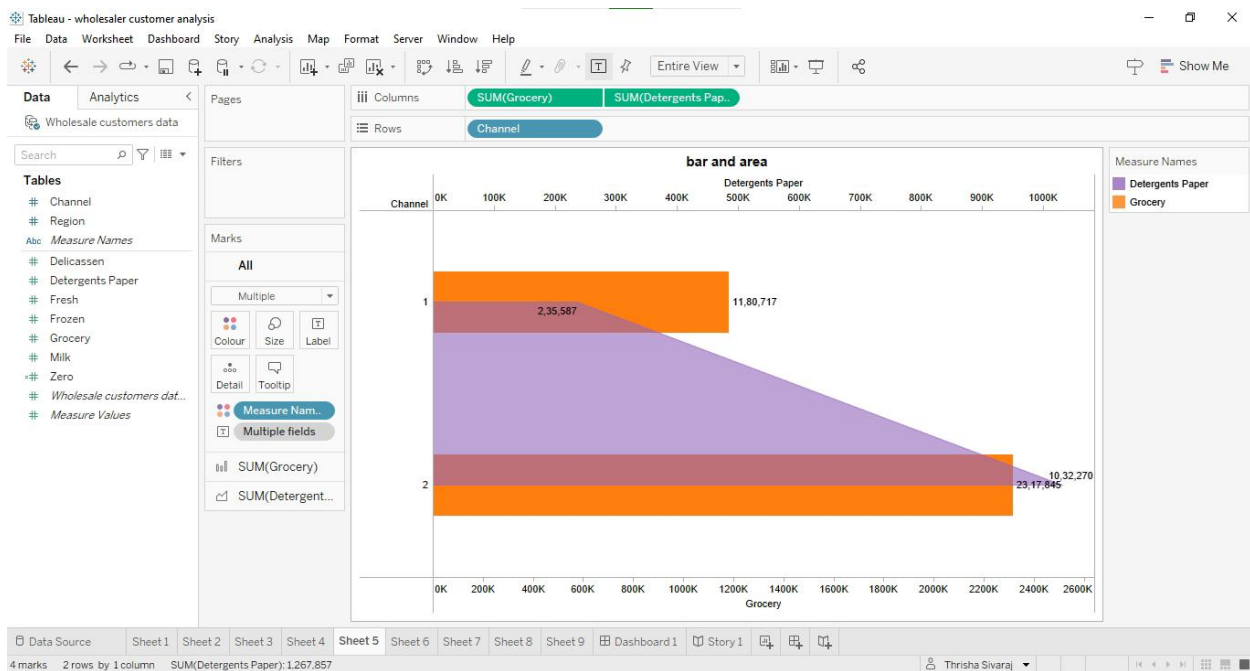 Tableau - wholesaler customer analysis
File Data Worksheet Dashboard Story Analysis Map Format Server Window Help
Entire View
Show Me
Data Analytics
Wholesale customers data
Search
Tables
# Channel
# Region
Abc Measure Names
# Delicassen
# Detergents Paper
# Fresh
# Frozen
# Grocery
# Milk
=# Zero
# Wholesale customers dat...
# Measure Values
Pages
Filters
Marks
All
Multiple
Colour Size Label
Detail Tooltip
Measure Nam..
Multiple fields
SUM(Grocery)
SUM(Detergent...
Columns SUM(Grocery) SUM(Detergents Pap..
Rows Channel
bar and area
Detergents Paper
Channel 0K 100K 200K 300K 400K 500K 600K 700K 800K 900K 1000K
1 11,80,717
2,35,587
10,32,270
2 23,17,845
0K 200K 400K 600K 800K 1000K 1200K 1400K 1600K 1800K 2000K 2200K 2400K 2600K
Grocery
Measure Names
Detergents Paper
Grocery
Data Source Sheet 1 Sheet 2 Sheet 3 Sheet 4 Sheet 5 Sheet 6 Sheet 7 Sheet 8 Sheet 9 Dashboard 1 Story 1
4 marks 2 rows by 1 column SUM(Detergents Paper): 1,267,857 Thrisha Sivaraj